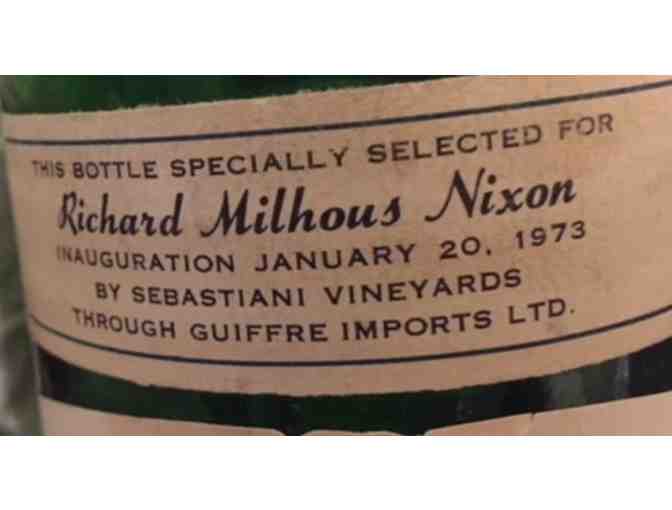 THIS BOTTLE SPECIALLY SELECTED FOR
Richard Milhous Nixon
INAUGURATION JANUARY 20, 1973
BY SEBASTIANI VINEYARDS
THROUGH GUIFFRE IMPORTS LTD.